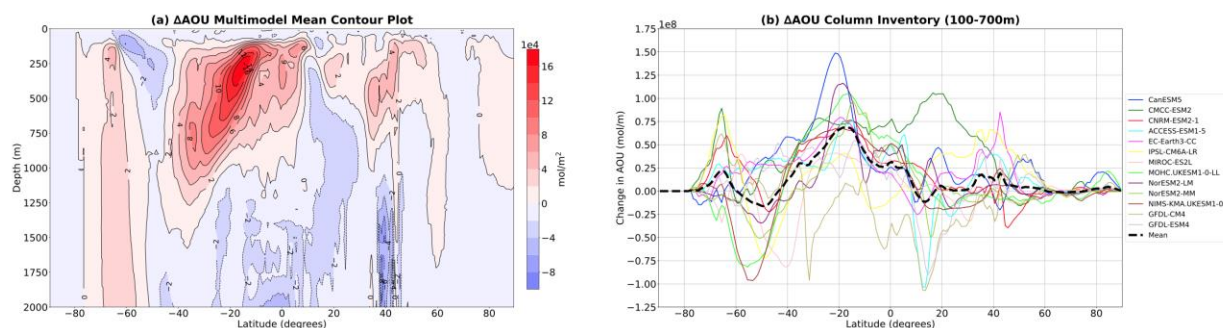 (a) ΔAOU Multimodel Mean Contour Plot
0
250
500
750
1000
1250
1500
1750
2000
Depth (m)
−80 −60 −40 −20 0 20 40 60 80
Latitude (degrees)
1e4
16
12
8
4
0
−4
−8
mol/m²
(b) ΔAOU Column Inventory (100-700m)
1e8
1.75
1.50
1.25
1.00
0.75
0.50
0.25
0.00
−0.25
−0.50
−0.75
−1.00
−1.25
Change in AOU (mol/m)
−80 −60 −40 −20 0 20 40 60 80
Latitude (degrees)
CanESM5
CMCC-ESM2
CNRM-ESM2-1
ACCESS-ESM1-5
EC-Earth3-CC
IPSL-CM6A-LR
MIROC-ES2L
MOHC.UKESM1-0-LL
NorESM2-LM
NorESM2-MM
NIMS-KMA.UKESM1-0
GFDL-CM4
GFDL-ESM4
Mean